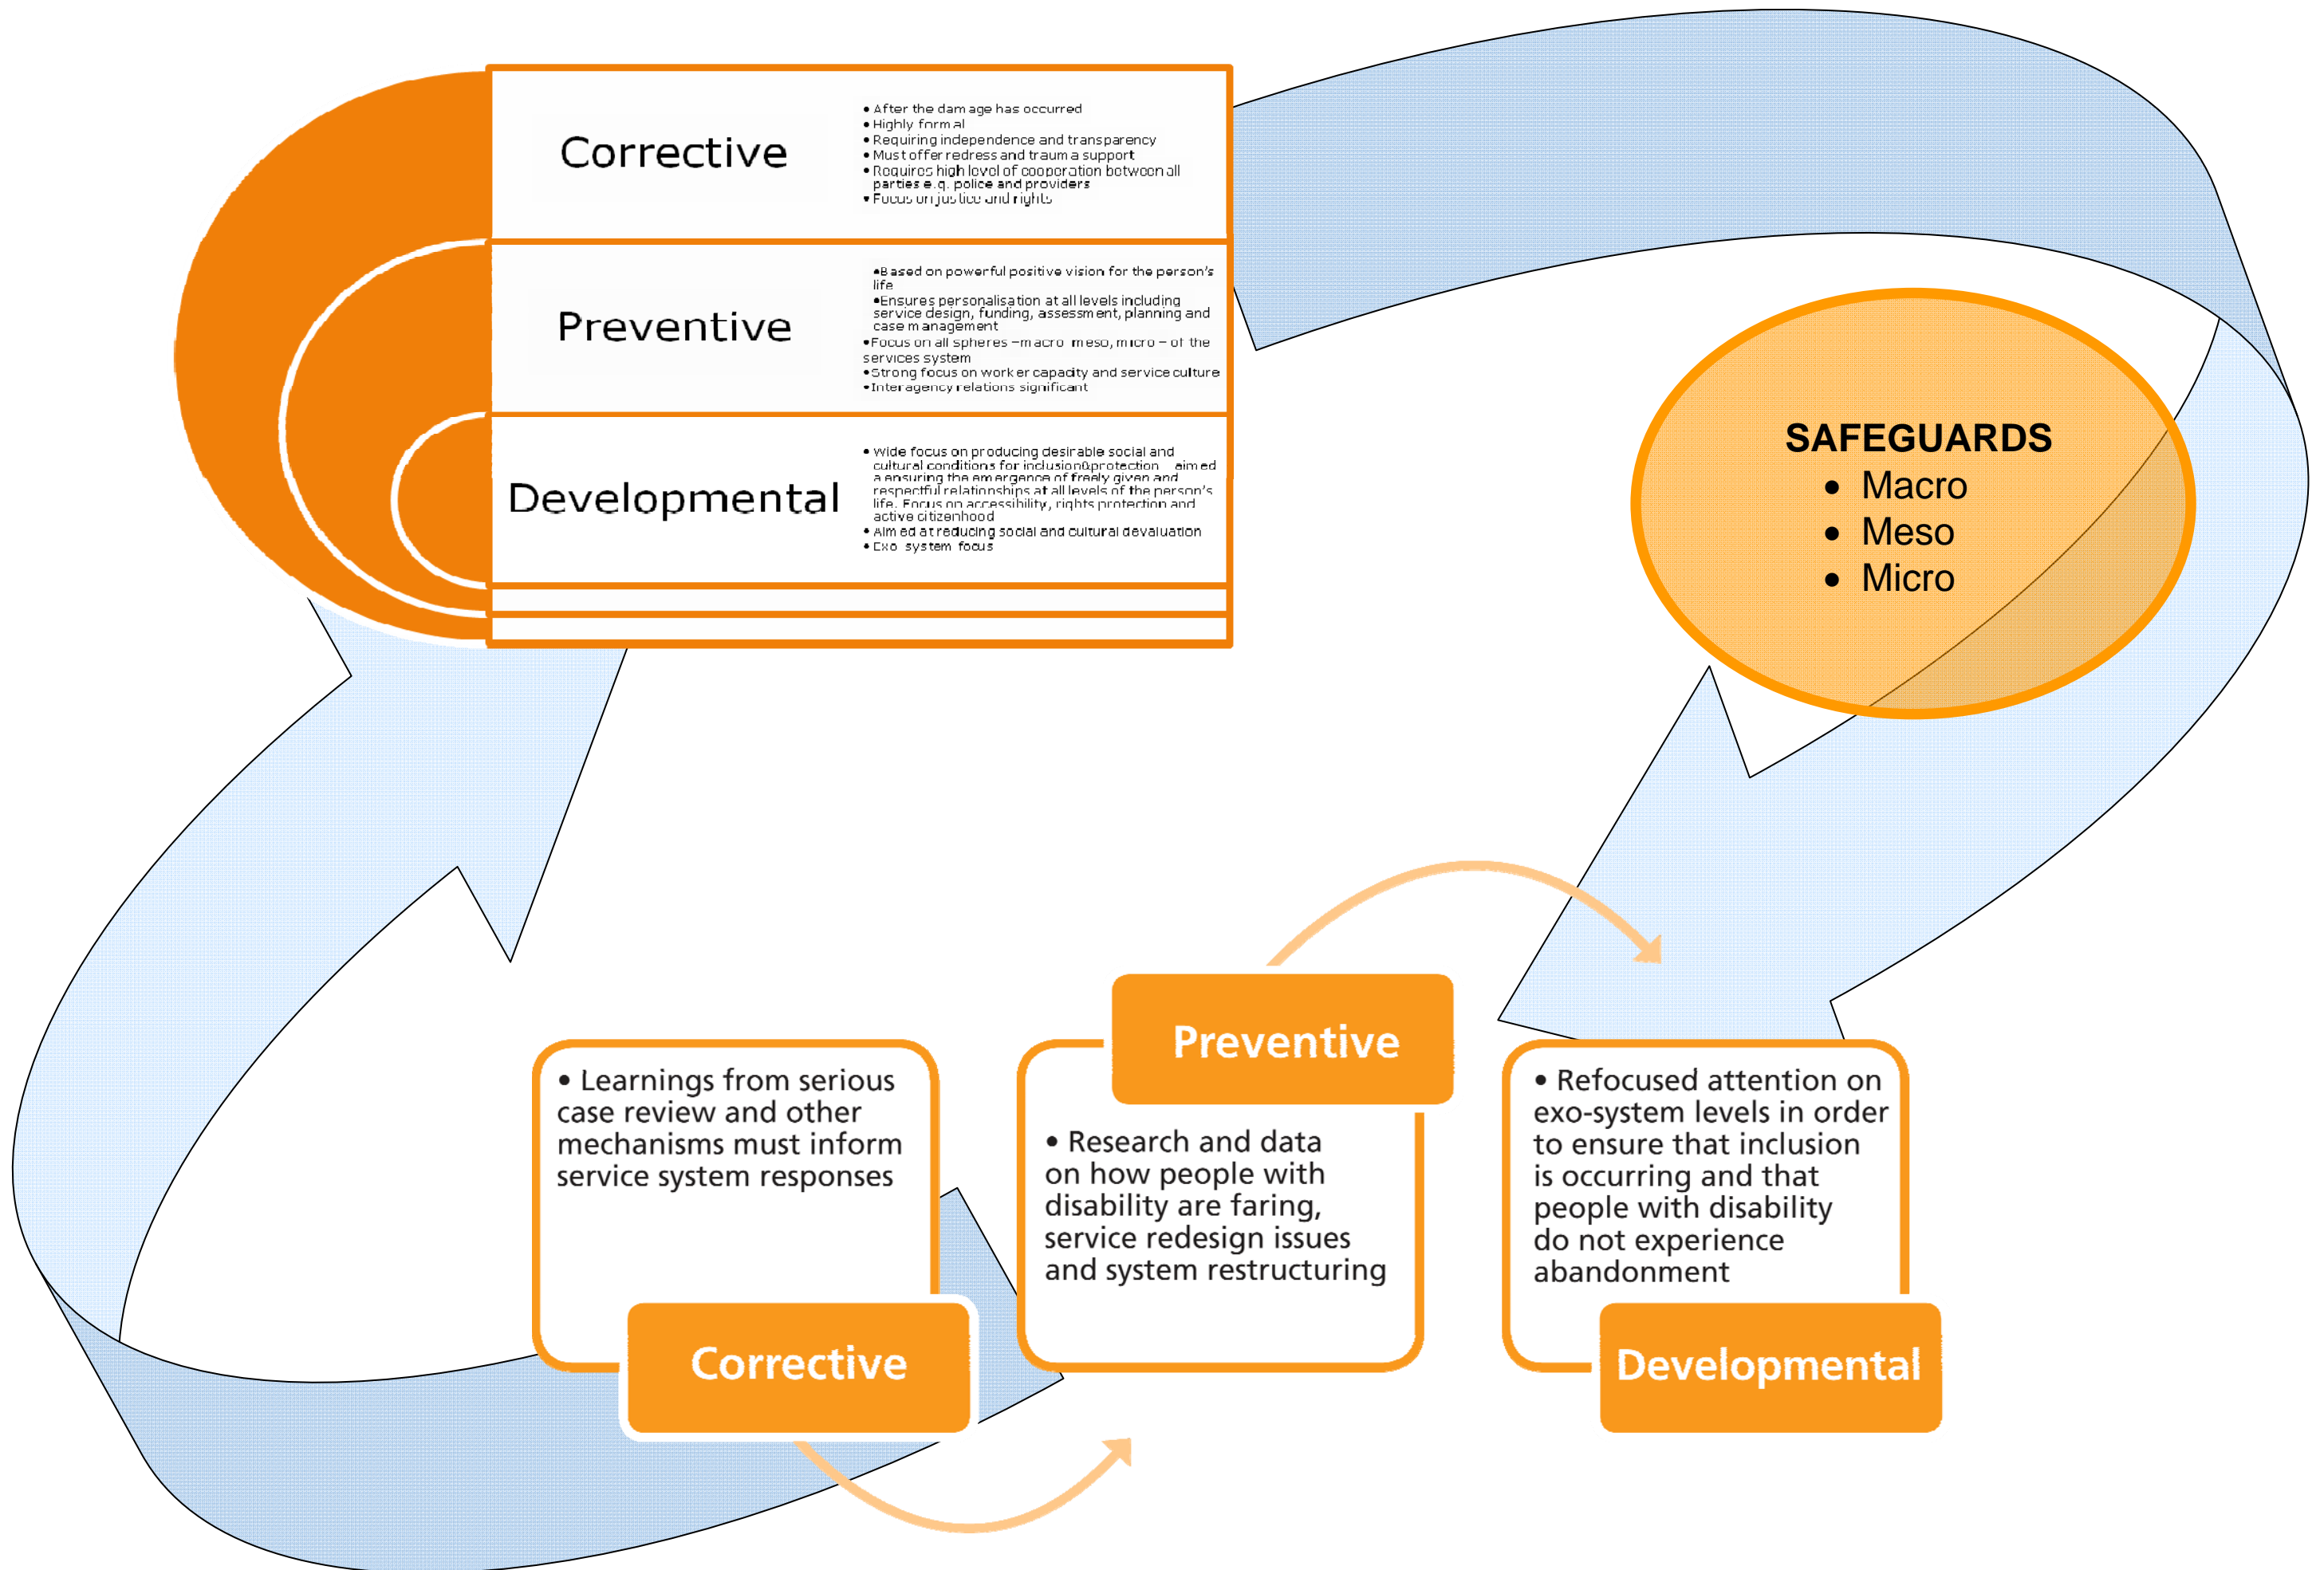 Corrective
• After the damage has occurred
• Highly formal
• Requiring independence and transparency
• Must offer redress and trauma support
• Requires high level of cooperation between all
parties e.g. police and providers
• Focus on justice and rights
Preventive
•Based on powerful positive vision for the person's
life
•Ensures personalisation at all levels including
service design, funding, assessment, planning and
case management
•Focus on all spheres –macro meso, micro – of the
services system
•Strong focus on worker capacity and service culture
•Interagency relations significant
Developmental
• Wide focus on producing desirable social and
cultural conditions for inclusion&protection aimed
a ensuring the emergence of freely given and
respectful relationships at all levels of the person's
life. Focus on accessibility, rights protection and
active citizenhood
• Aimed at reducing social and cultural devaluation
• Exo system focus
SAFEGUARDS
• Macro
• Meso
• Micro
• Learnings from serious
case review and other
mechanisms must inform
service system responses
Corrective
Preventive
• Research and data
on how people with
disability are faring,
service redesign issues
and system restructuring
• Refocused attention on
exo-system levels in order
to ensure that inclusion
is occurring and that
people with disability
do not experience
abandonment
Developmental